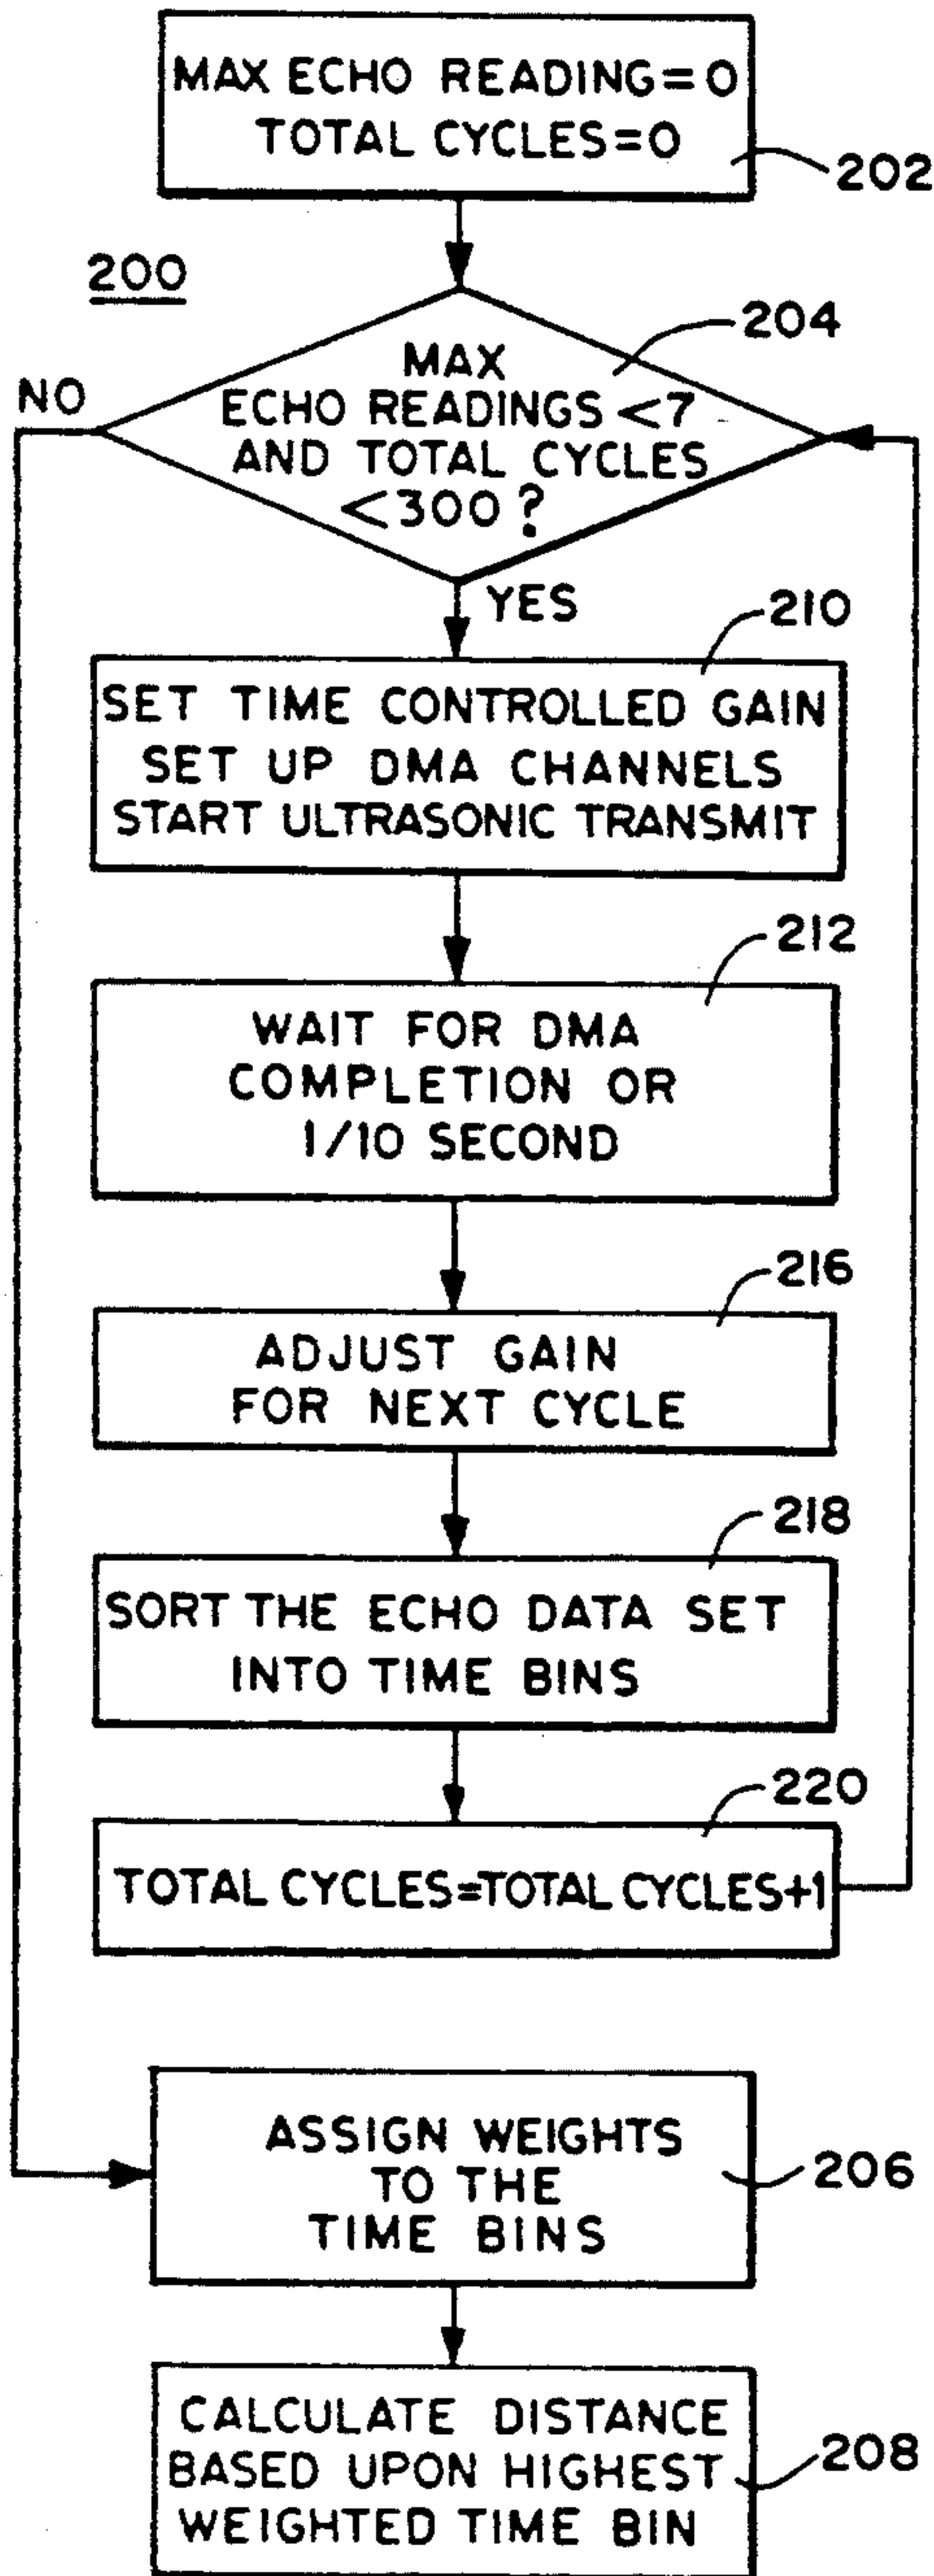 MAX ECHO READING=0
TOTAL CYCLES=0
202
200
204
NO
MAX
ECHO READINGS <7
AND TOTAL CYCLES
<300?
YES
210
SET TIME CONTROLLED GAIN
SET UP DMA CHANNELS
START ULTRASONIC TRANSMIT
212
WAIT FOR DMA
COMPLETION OR
1/10 SECOND
216
ADJUST GAIN
FOR NEXT CYCLE
218
SORT THE ECHO DATA SET
INTO TIME BINS
220
TOTAL CYCLES=TOTAL CYCLES+1
ASSIGN WEIGHTS
TO THE
TIME BINS
206
CALCULATE DISTANCE
BASED UPON HIGHEST
WEIGHTED TIME BIN
208